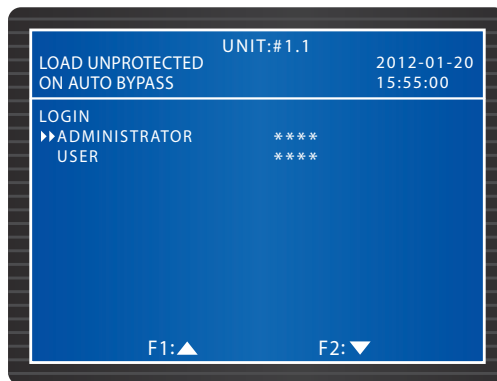 UNIT:#1.1
LOAD UNPROTECTED 2012-01-20
ON AUTO BYPASS 15:55:00
LOGIN
▶▶ADMINISTRATOR ****
USER ****
F1:▲ F2:▼